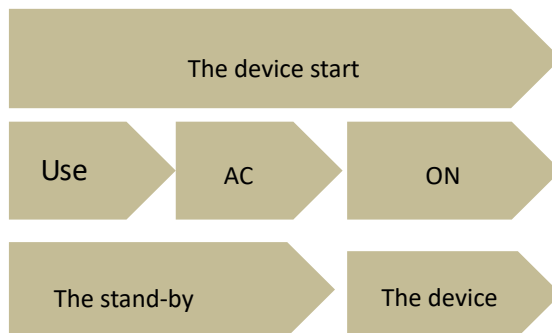 The device start
Use
AC
ON
The stand-by
The device